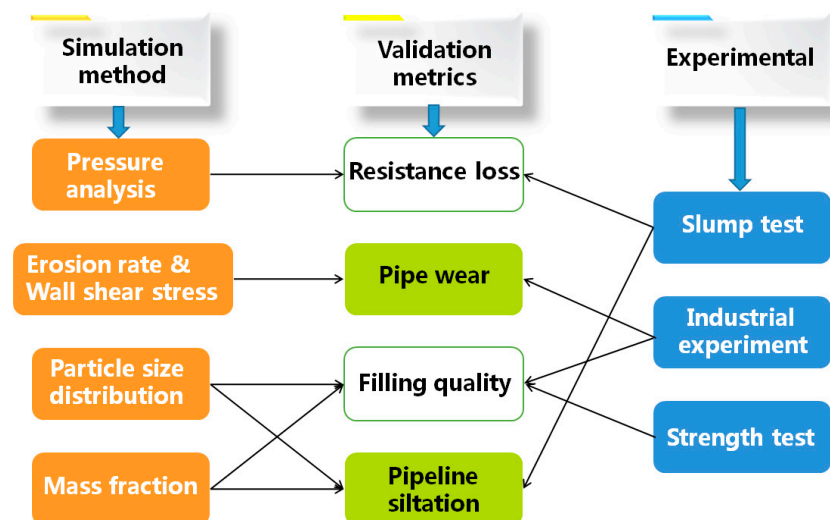 Simulation
method
Validation
metrics
Experimental
Pressure
analysis
Resistance loss
Slump test
Erosion rate &
Wall shear stress
Pipe wear
Industrial
experiment
Particle size
distribution
Filling quality
Strength test
Mass fraction
Pipeline
siltation